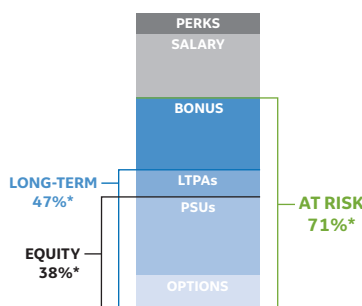 PERKS
SALARY
BONUS
LTPAs
PSUs
OPTIONS
LONG-TERM
47%*
EQUITY
38%*
AT RISK
71%*